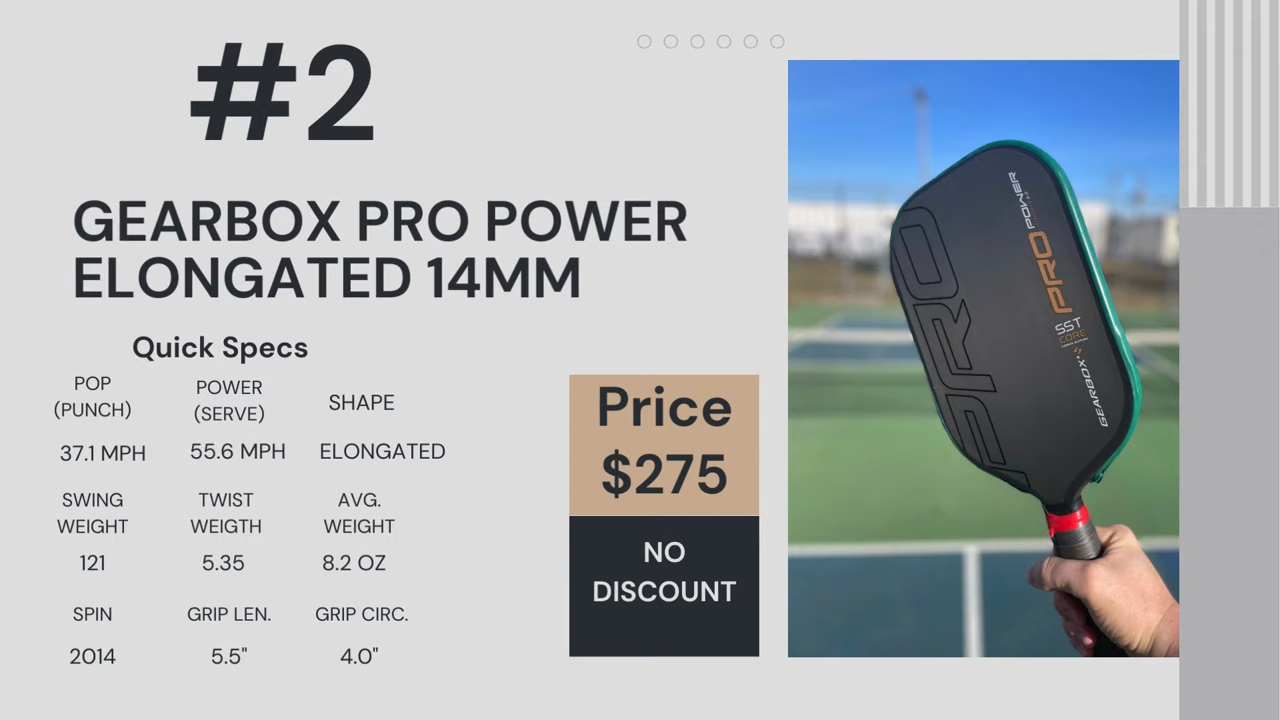 #2
GEARBOX PRO POWER
ELONGATED 14MM
Quick Specs
POP
(PUNCH)
POWER
(SERVE)
SHAPE
37.1 MPH
55.6 MPH
ELONGATED
SWING
WEIGHT
TWIST
WEIGTH
AVG.
WEIGHT
121
5.35
8.2 OZ
SPIN
GRIP LEN.
GRIP CIRC.
2014
5.5"
4.0"
Price
$275
NO
DISCOUNT
PRO
PRO POWER
SST
CORE
GEARBOX